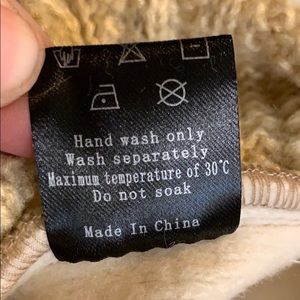 Hand wash only
Wash separately
Maximum temperature of 30°C
Do not soak
Made In China